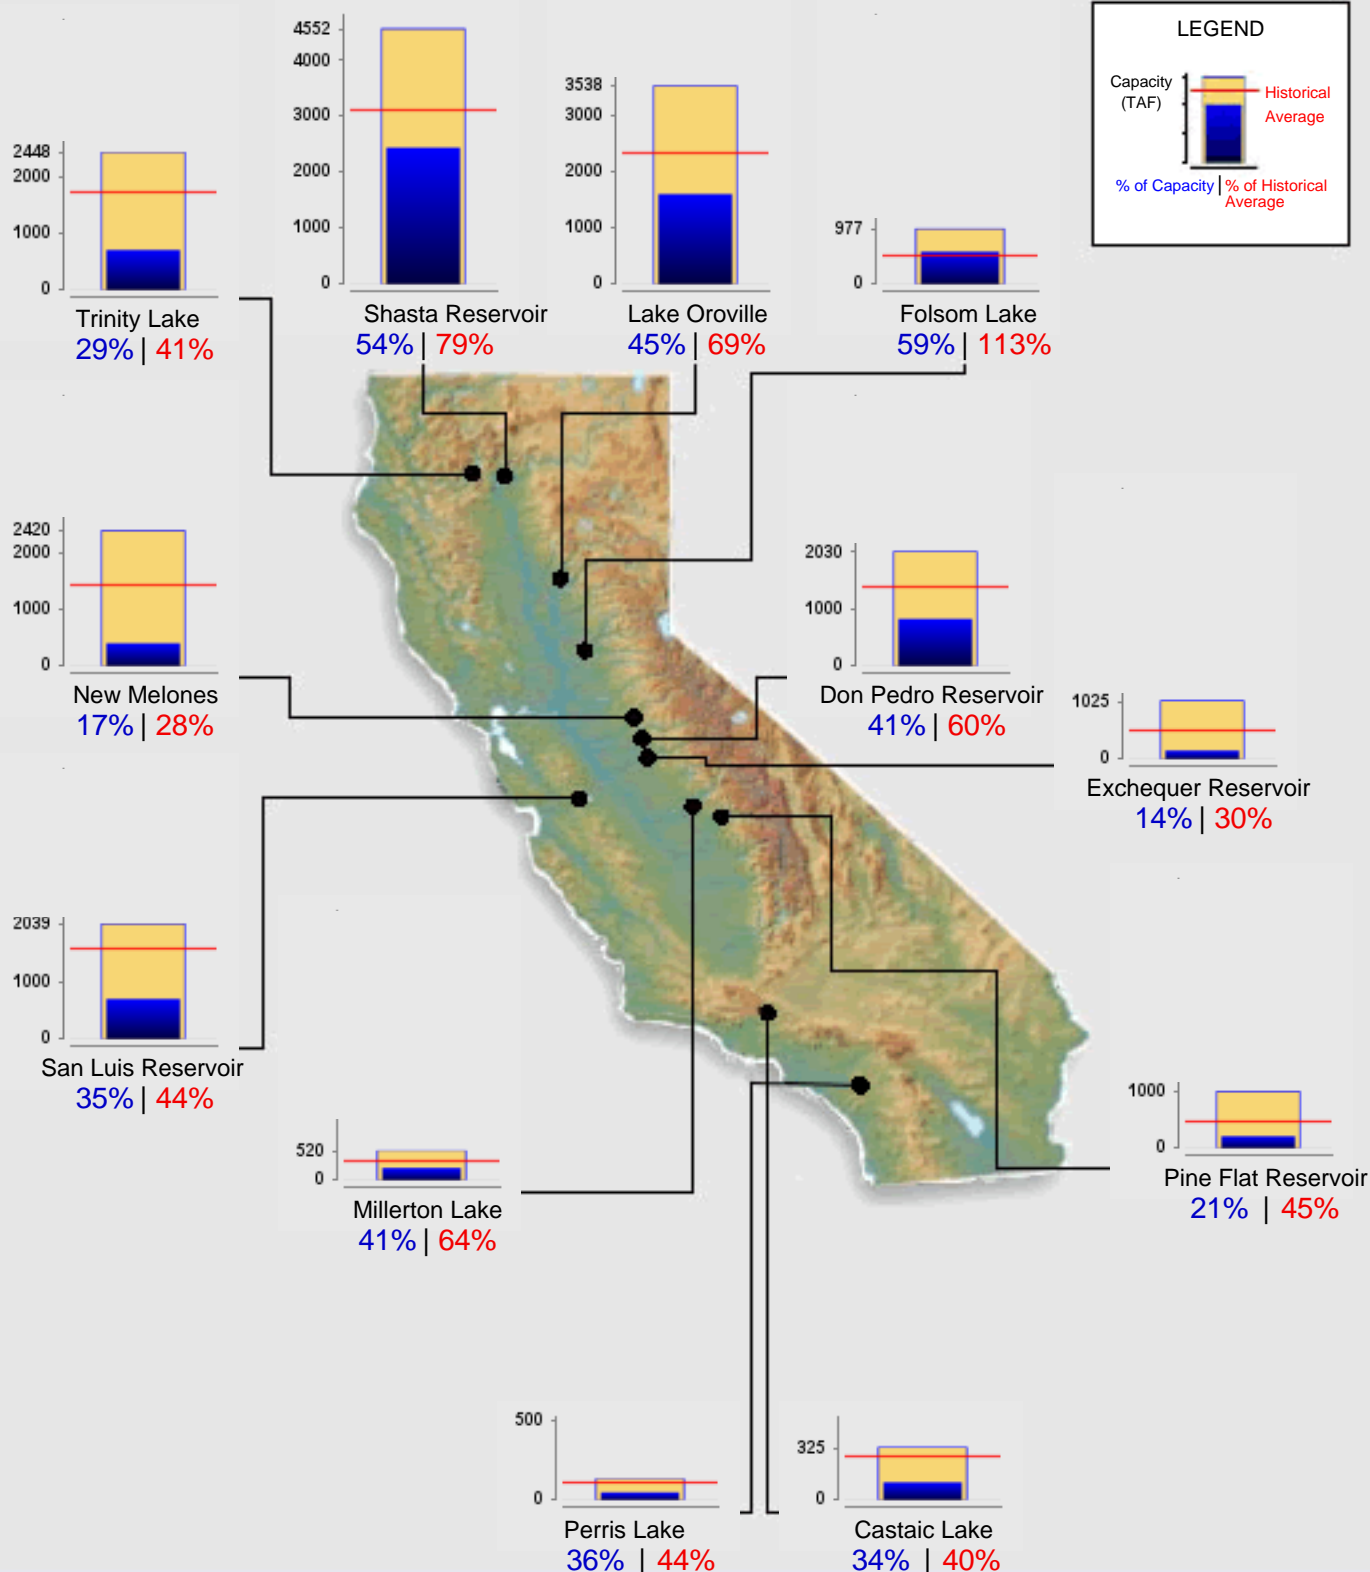 4552
4000
3000
2000
1000
0
Shasta Reservoir
54% | 79%
3538
3000
2000
1000
0
Lake Oroville
45% | 69%
LEGEND
Capacity
(TAF)
Historical
Average
% of Capacity | % of Historical
Average
2448
2000
1000
0
Trinity Lake
29% | 41%
977
0
Folsom Lake
59% | 113%
2420
2000
1000
0
New Melones
17% | 28%
2030
1000
0
Don Pedro Reservoir
41% | 60%
1025
0
Exchequer Reservoir
14% | 30%
2039
1000
0
San Luis Reservoir
35% | 44%
520
0
Millerton Lake
41% | 64%
1000
0
Pine Flat Reservoir
21% | 45%
500
0
Perris Lake
36% | 44%
325
0
Castaic Lake
34% | 40%